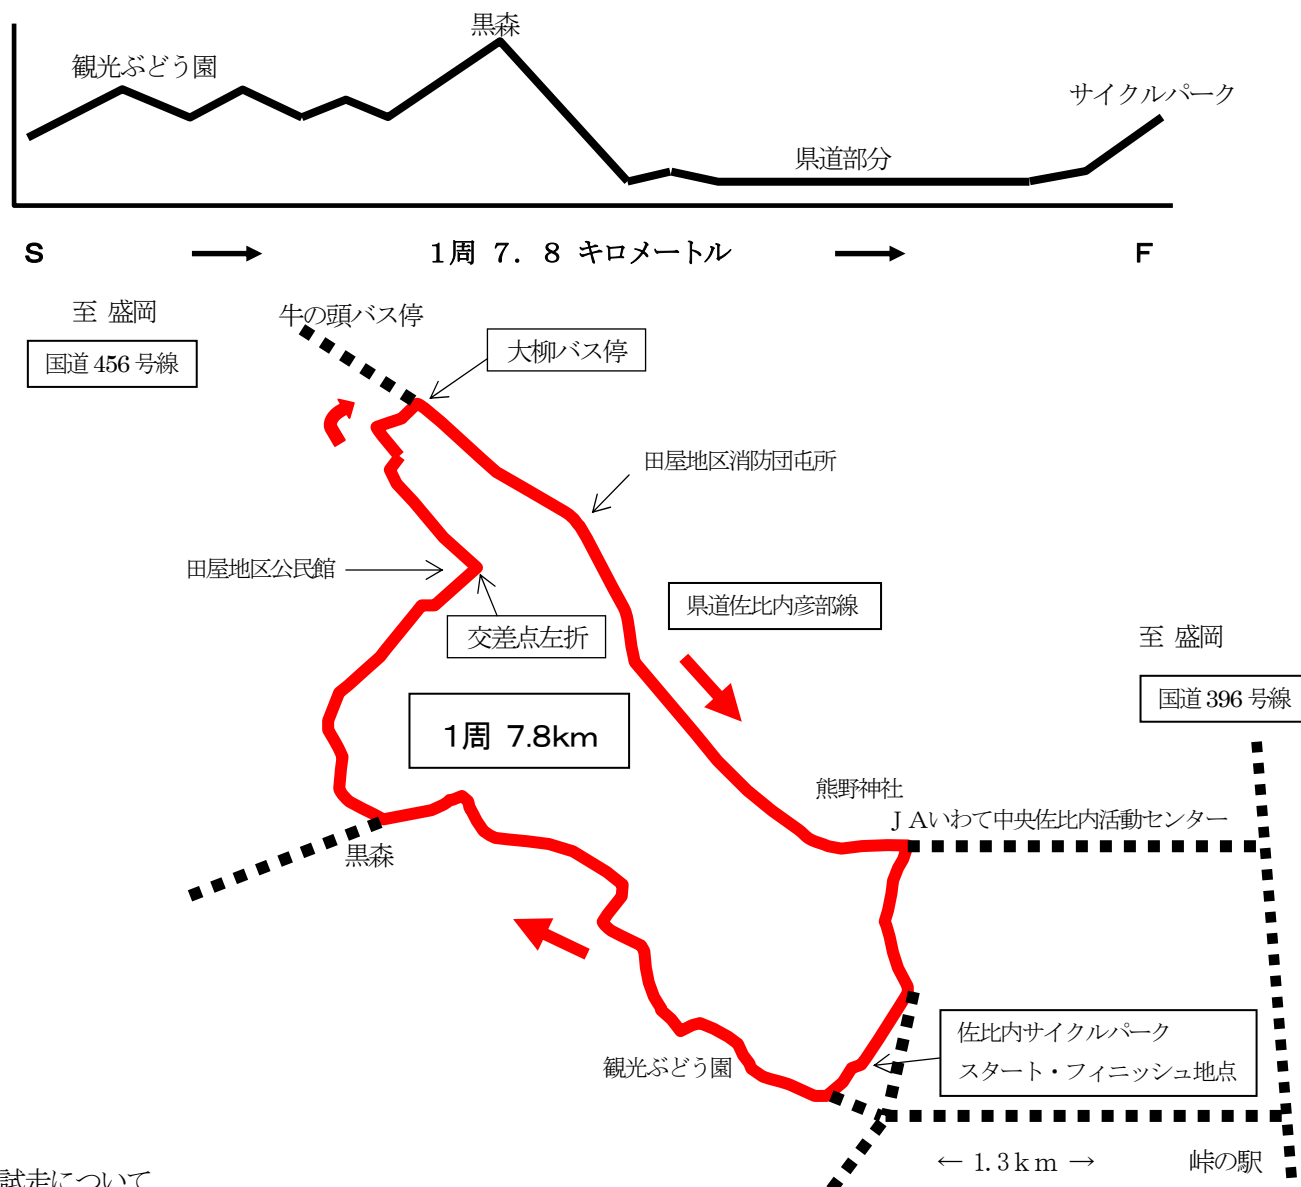 黒森
観光ぶどう園
サイクルパーク
県道部分
S
1周 7.8 キロメートル
F
至 盛岡
牛の頭バス停
国道 456 号線
大柳バス停
田屋地区消防団屯所
田屋地区公民館
県道佐比内彦部線
交差点左折
至 盛岡
国道 396 号線
1周 7.8km
熊野神社
JAいわて中央佐比内活動センター
黒森
佐比内サイクルパーク
スタート・フィニッシュ地点
観光ぶどう園
← 1.3km →
峠の駅
試走について